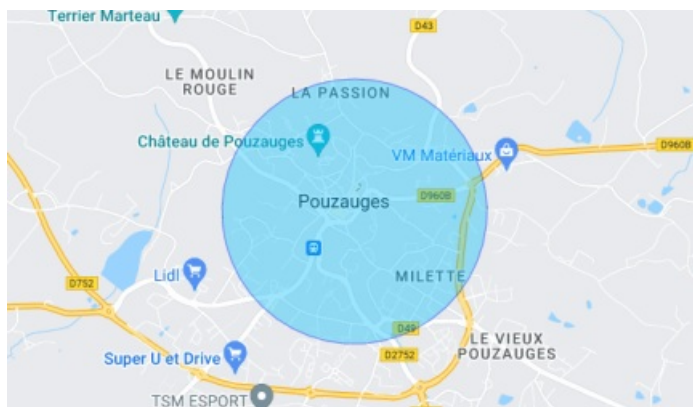 Terrier Marteau
D43
LE MOULIN
ROUGE
LA PASSION
Château de Pouzauges
VM Matériaux
D960B
D960B
Pouzauges
Lidl
MILETTE
D752
D49
LE VIEUX
POUZAUGES
Super U et Drive
D2752
TSM ESPORT